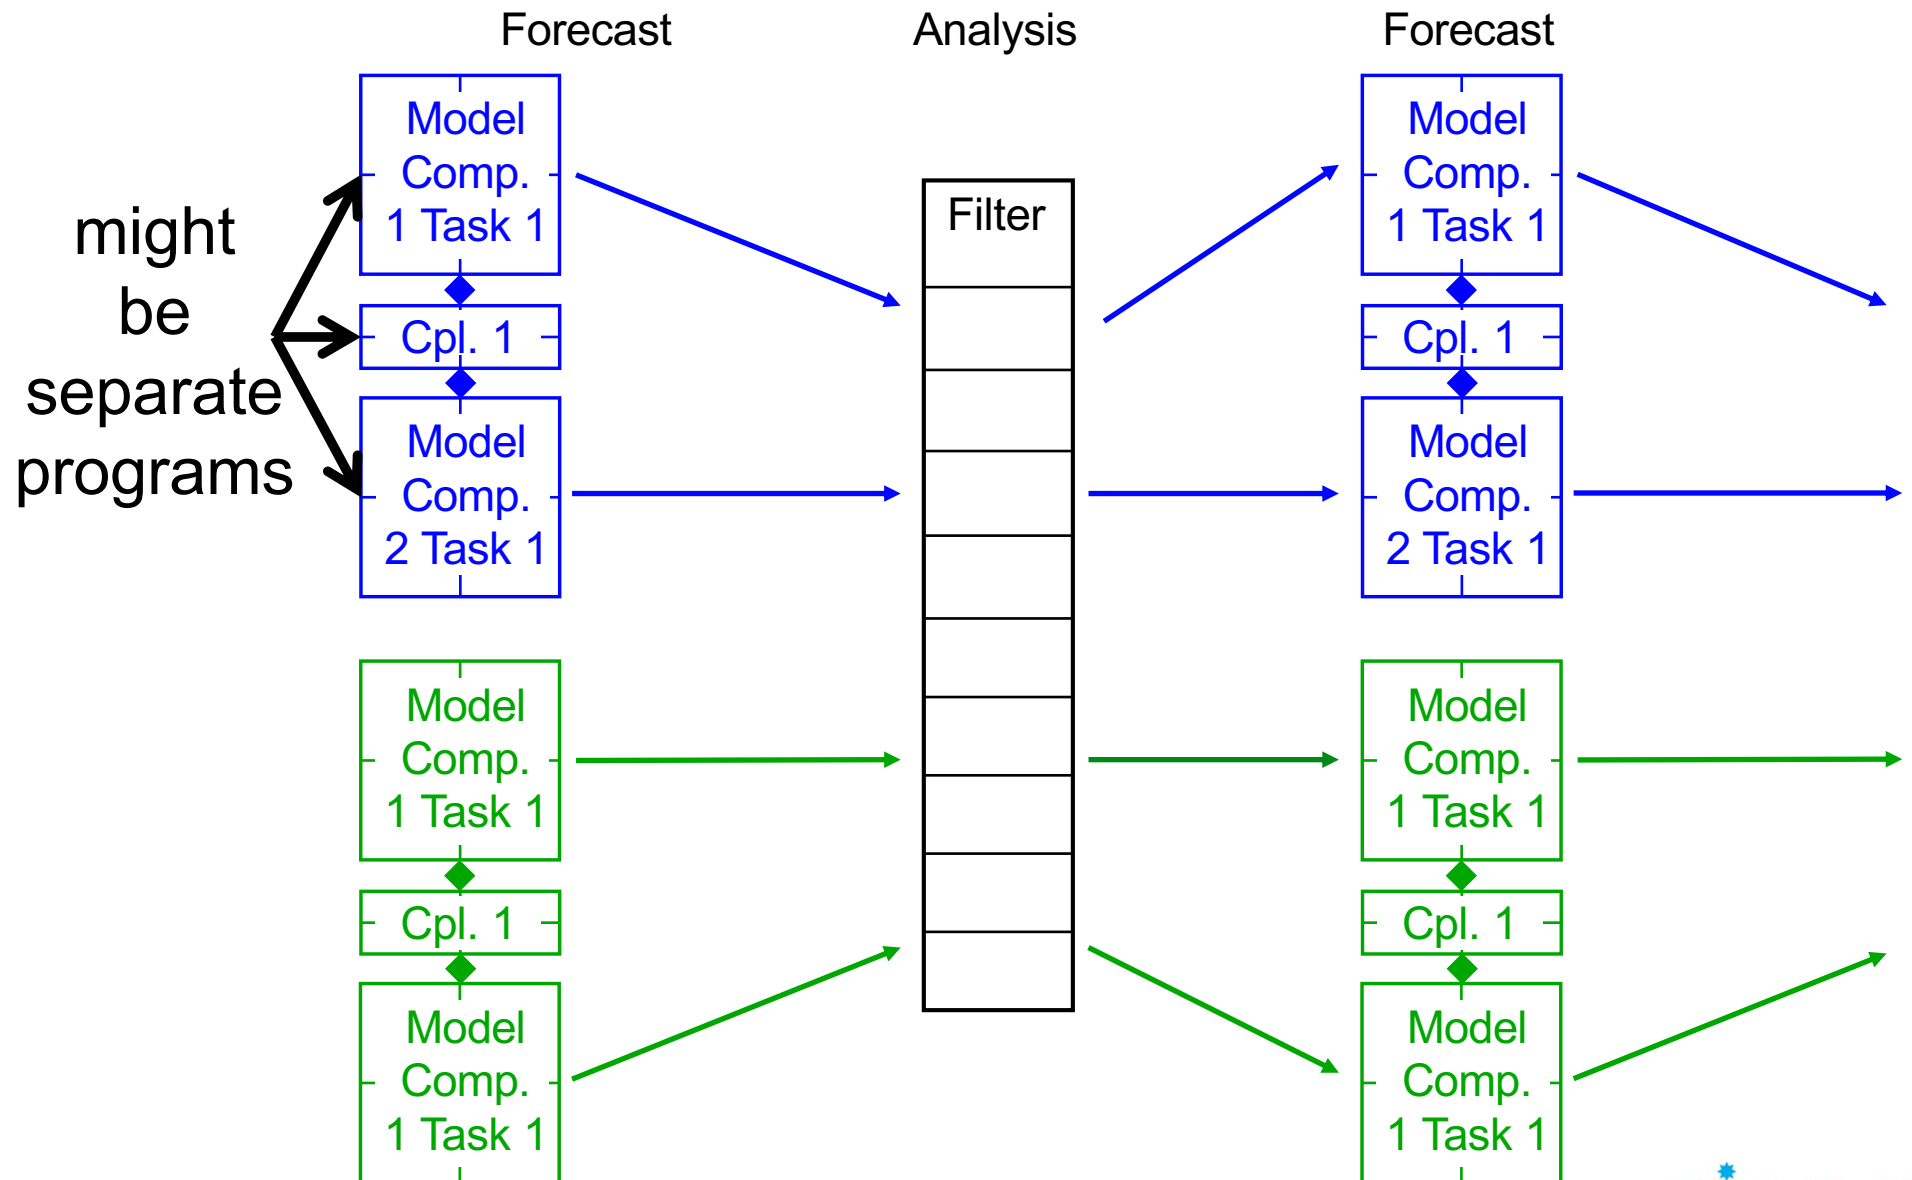 Forecast
Analysis
Forecast
might
be
separate
programs
Model
Comp.
1 Task 1
Cpl. 1
Model
Comp.
2 Task 1
Model
Comp.
1 Task 1
Cpl. 1
Model
Comp.
1 Task 1
Filter
Model
Comp.
1 Task 1
Cpl. 1
Model
Comp.
2 Task 1
Model
Comp.
1 Task 1
Cpl. 1
Model
Comp.
1 Task 1